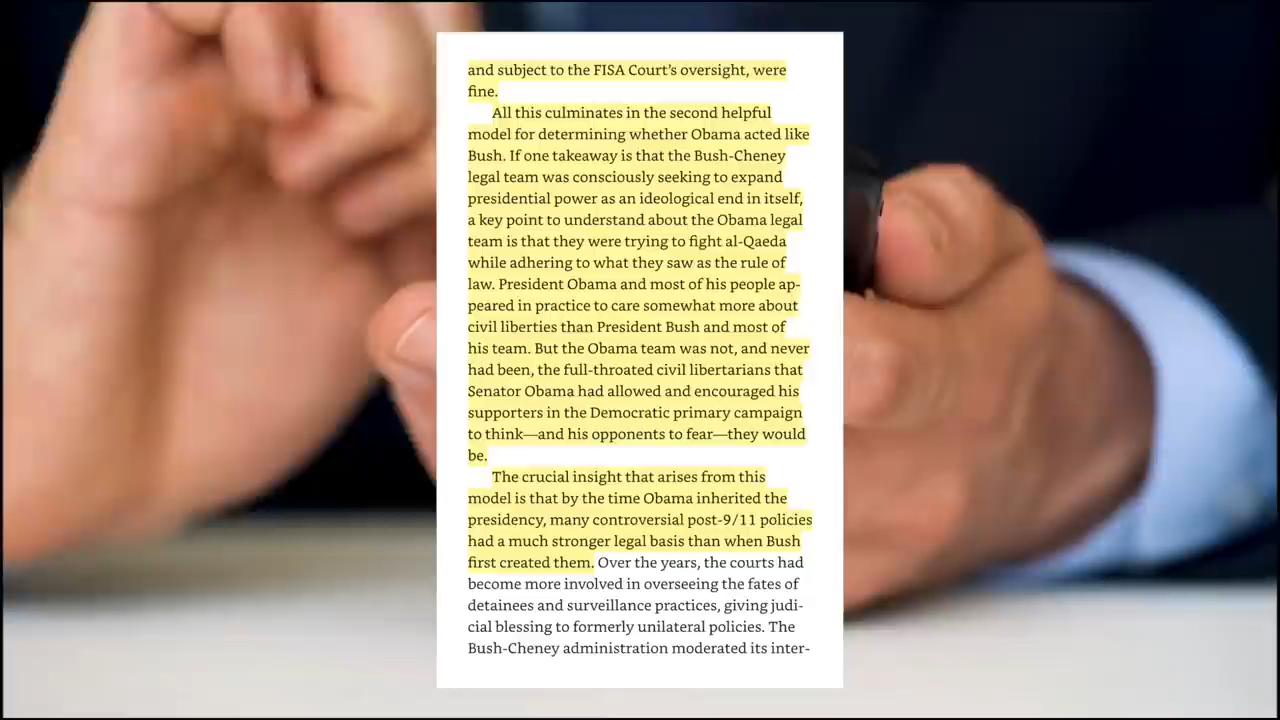 and subject to the FISA Court's oversight, were
fine.
All this culminates in the second helpful
model for determining whether Obama acted like
Bush. If one takeaway is that the Bush-Cheney
legal team was consciously seeking to expand
presidential power as an ideological end in itself,
a key point to understand about the Obama legal
team is that they were trying to fight al-Qaeda
while adhering to what they saw as the rule of
law. President Obama and most of his people ap-
peared in practice to care somewhat more about
civil liberties than President Bush and most of
his team. But the Obama team was not, and never
had been, the full-throated civil libertarians that
Senator Obama had allowed and encouraged his
supporters in the Democratic primary campaign
to think—and his opponents to fear—they would
be.
The crucial insight that arises from this
model is that by the time Obama inherited the
presidency, many controversial post-9/11 policies
had a much stronger legal basis than when Bush
first created them. Over the years, the courts had
become more involved in overseeing the fates of
detainees and surveillance practices, giving judi-
cial blessing to formerly unilateral policies. The
Bush-Cheney administration moderated its inter-